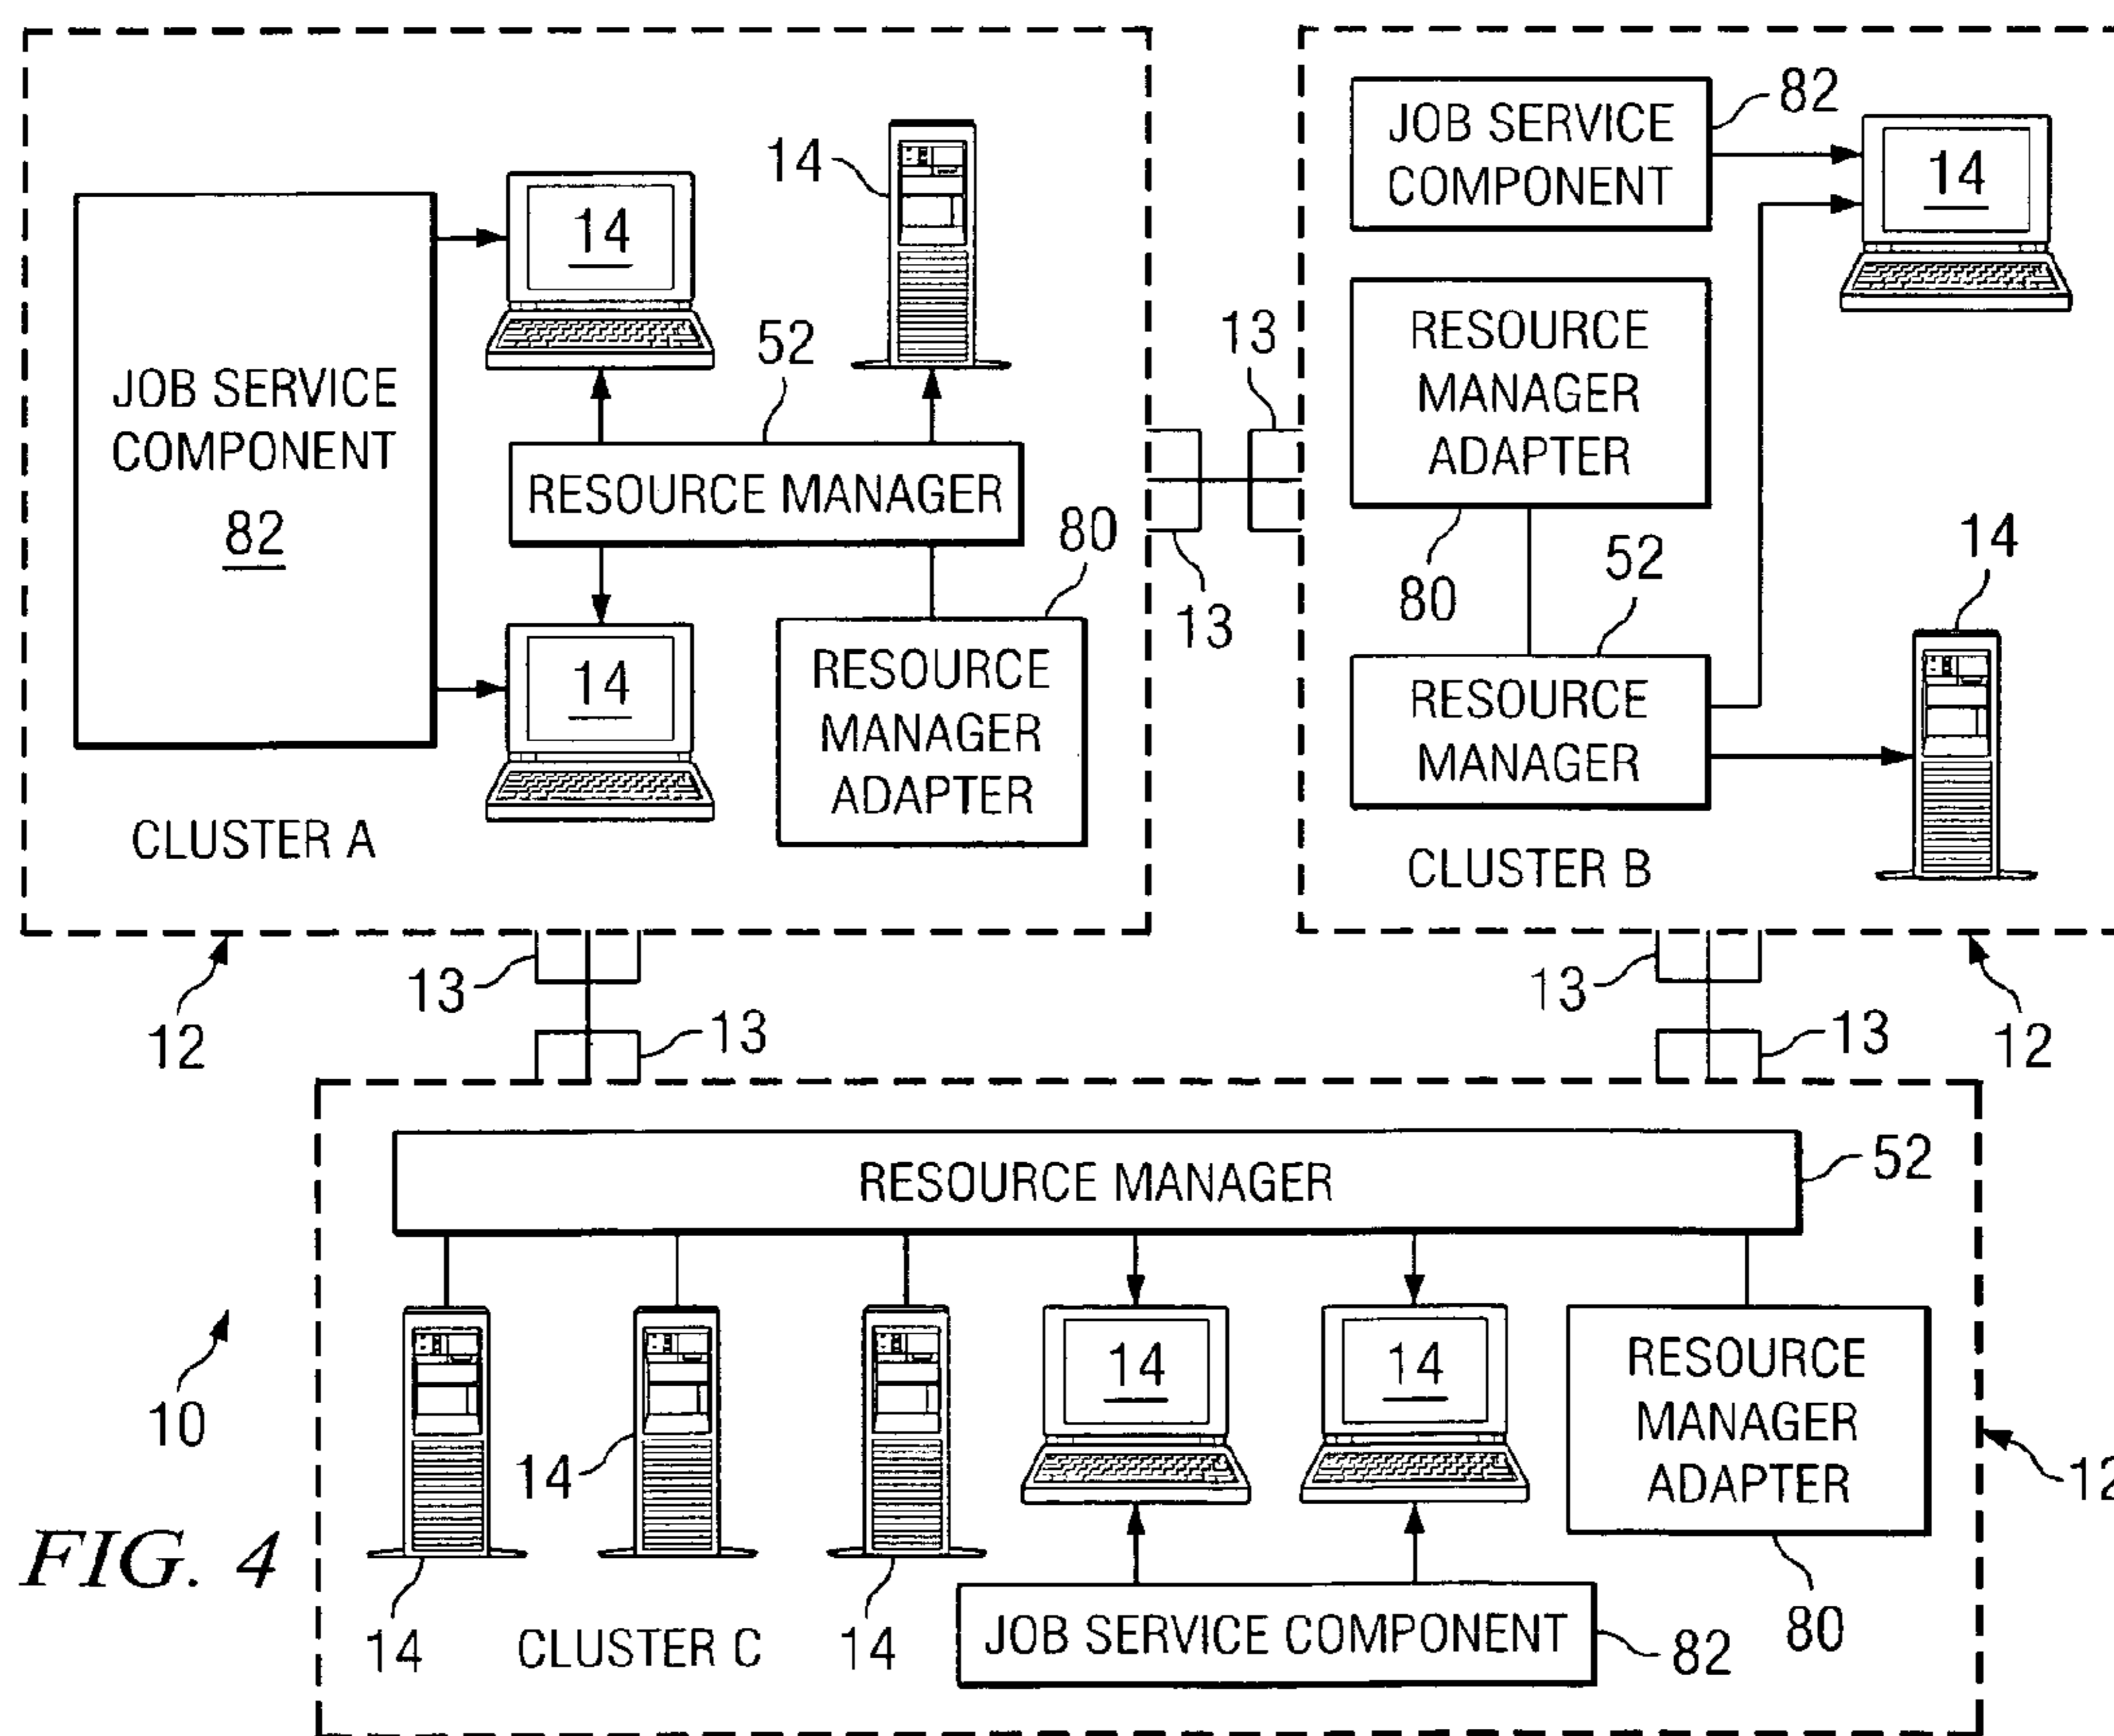 14
82
JOB SERVICE
COMPONENT
14
14
JOB SERVICE
COMPONENT
82
52
RESOURCE MANAGER
80
14
RESOURCE
MANAGER
ADAPTER
CLUSTER A
13
13
RESOURCE
MANAGER
ADAPTER
80
52
14
RESOURCE
MANAGER
CLUSTER B
12
13
13
13
13
12
RESOURCE MANAGER
52
10
14
14
14
RESOURCE
MANAGER
ADAPTER
12
FIG. 4
14
CLUSTER C
14
JOB SERVICE COMPONENT
82
80